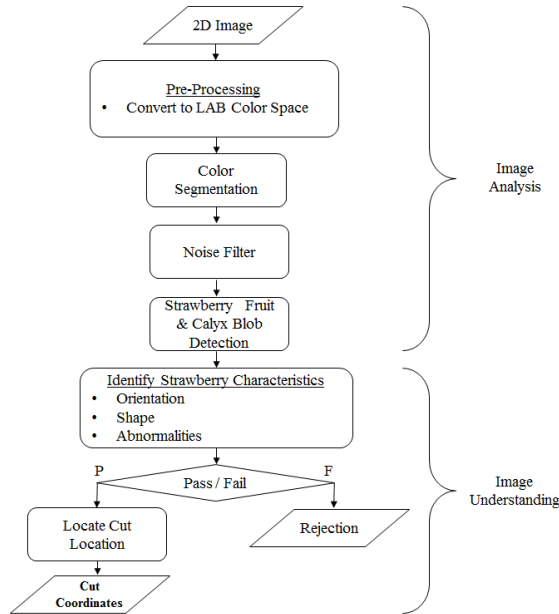 2D Image
Pre-Processing
• Convert to LAB Color Space
Color
Segmentation
Image
Analysis
Noise Filter
Strawberry Fruit
& Calyx Blob
Detection
Identify Strawberry Characteristics
• Orientation
• Shape
• Abnormalities
P
F
Pass / Fail
Image
Understanding
Locate Cut
Location
Rejection
Cut
Coordinates